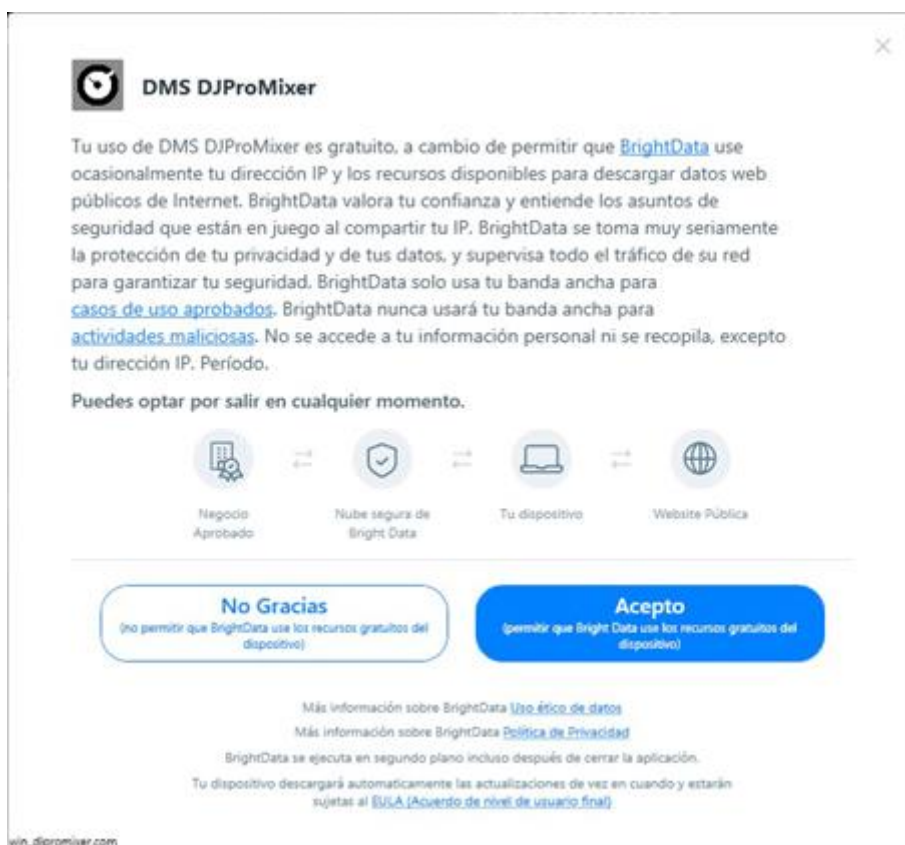 DMS DJProMixer
Tu uso de DMS DJProMixer es gratuito, a cambio de permitir que BrightData use
ocasionalmente tu dirección IP y los recursos disponibles para descargar datos web
públicos de Internet. BrightData valora tu confianza y entiende los asuntos de
seguridad que están en juego al compartir tu IP. BrightData se toma muy seriamente
la protección de tu privacidad y de tus datos, y supervisa todo el tráfico de su red
para garantizar tu seguridad. BrightData solo usa tu banda ancha para
casos de uso aprobados. BrightData nunca usará tu banda ancha para
actividades maliciosas. No se accede a tu información personal ni se recopila, excepto
tu dirección IP. Período.
Puedes optar por salir en cualquier momento.
Negocio
Aprobado
Nube segura de
Bright Data
Tu dispositivo
Website Pública
No Gracias
(no permitir que BrightData use los recursos gratuitos del
dispositivo)
Acepto
(permitir que Bright Data use los recursos gratuitos del
dispositivo)
Más información sobre BrightData Uso ético de datos
Más información sobre BrightData Política de Privacidad
BrightData se ejecuta en segundo plano incluso después de cerrar la aplicación.
Tu dispositivo descargará automaticamente las actualizaciones de vez en cuando y estarán
sujetas al EULA (Acuerdo de nivel de usuario final)
win.djpromixer.com